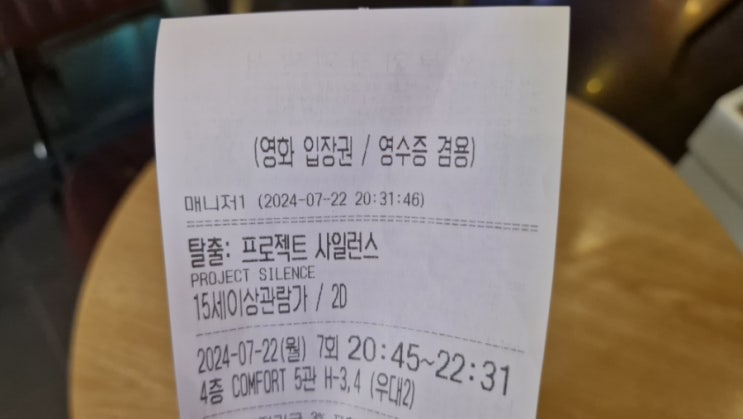 (영화 입장권 / 영수증 겸용)
매니저1 (2024-07-22 20:31:46)
탈출: 프로젝트 사일런스
PROJECT SILENCE
15세이상관람가 / 2D
2024-07-22(월) 7회 20:45~22:31
4층 COMFORT 5관 H-3,4 (우대2)